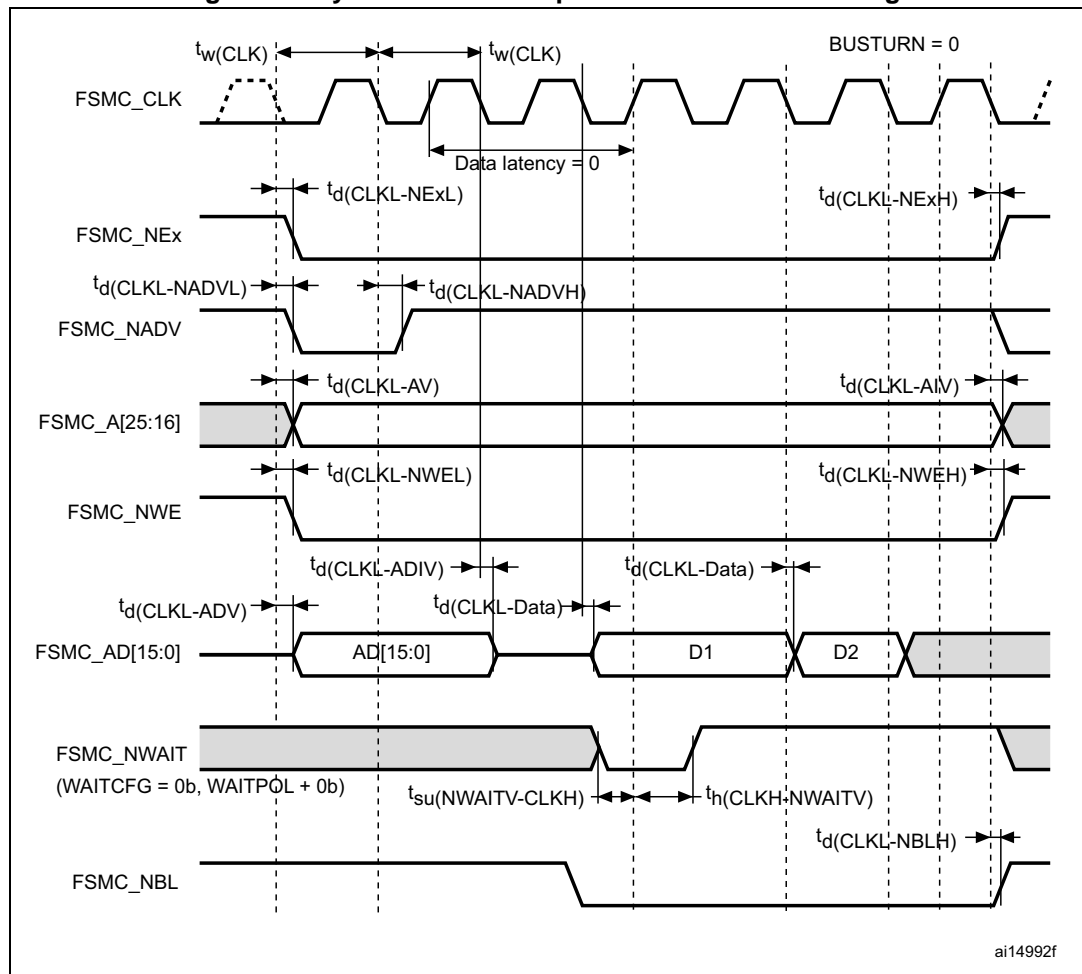 tw(CLK) tw(CLK) BUSTURN = 0
FSMC_CLK
Data latency = 0
td(CLKL-NExL) td(CLKL-NExH)
FSMC_NEx
td(CLKL-NADVL) td(CLKL-NADVH)
FSMC_NADV
td(CLKL-AV) td(CLKL-AIV)
FSMC_A[25:16]
td(CLKL-NWEL) td(CLKL-NWEH)
FSMC_NWE
td(CLKL-ADIV) td(CLKL-Data)
td(CLKL-ADV) td(CLKL-Data)
FSMC_AD[15:0] AD[15:0] D1 D2
FSMC_NWAIT
(WAITCFG = 0b, WAITPOL + 0b)
tsu(NWAITV-CLKH) th(CLKH-NWAITV)
td(CLKL-NBLH)
FSMC_NBL
ai14992f